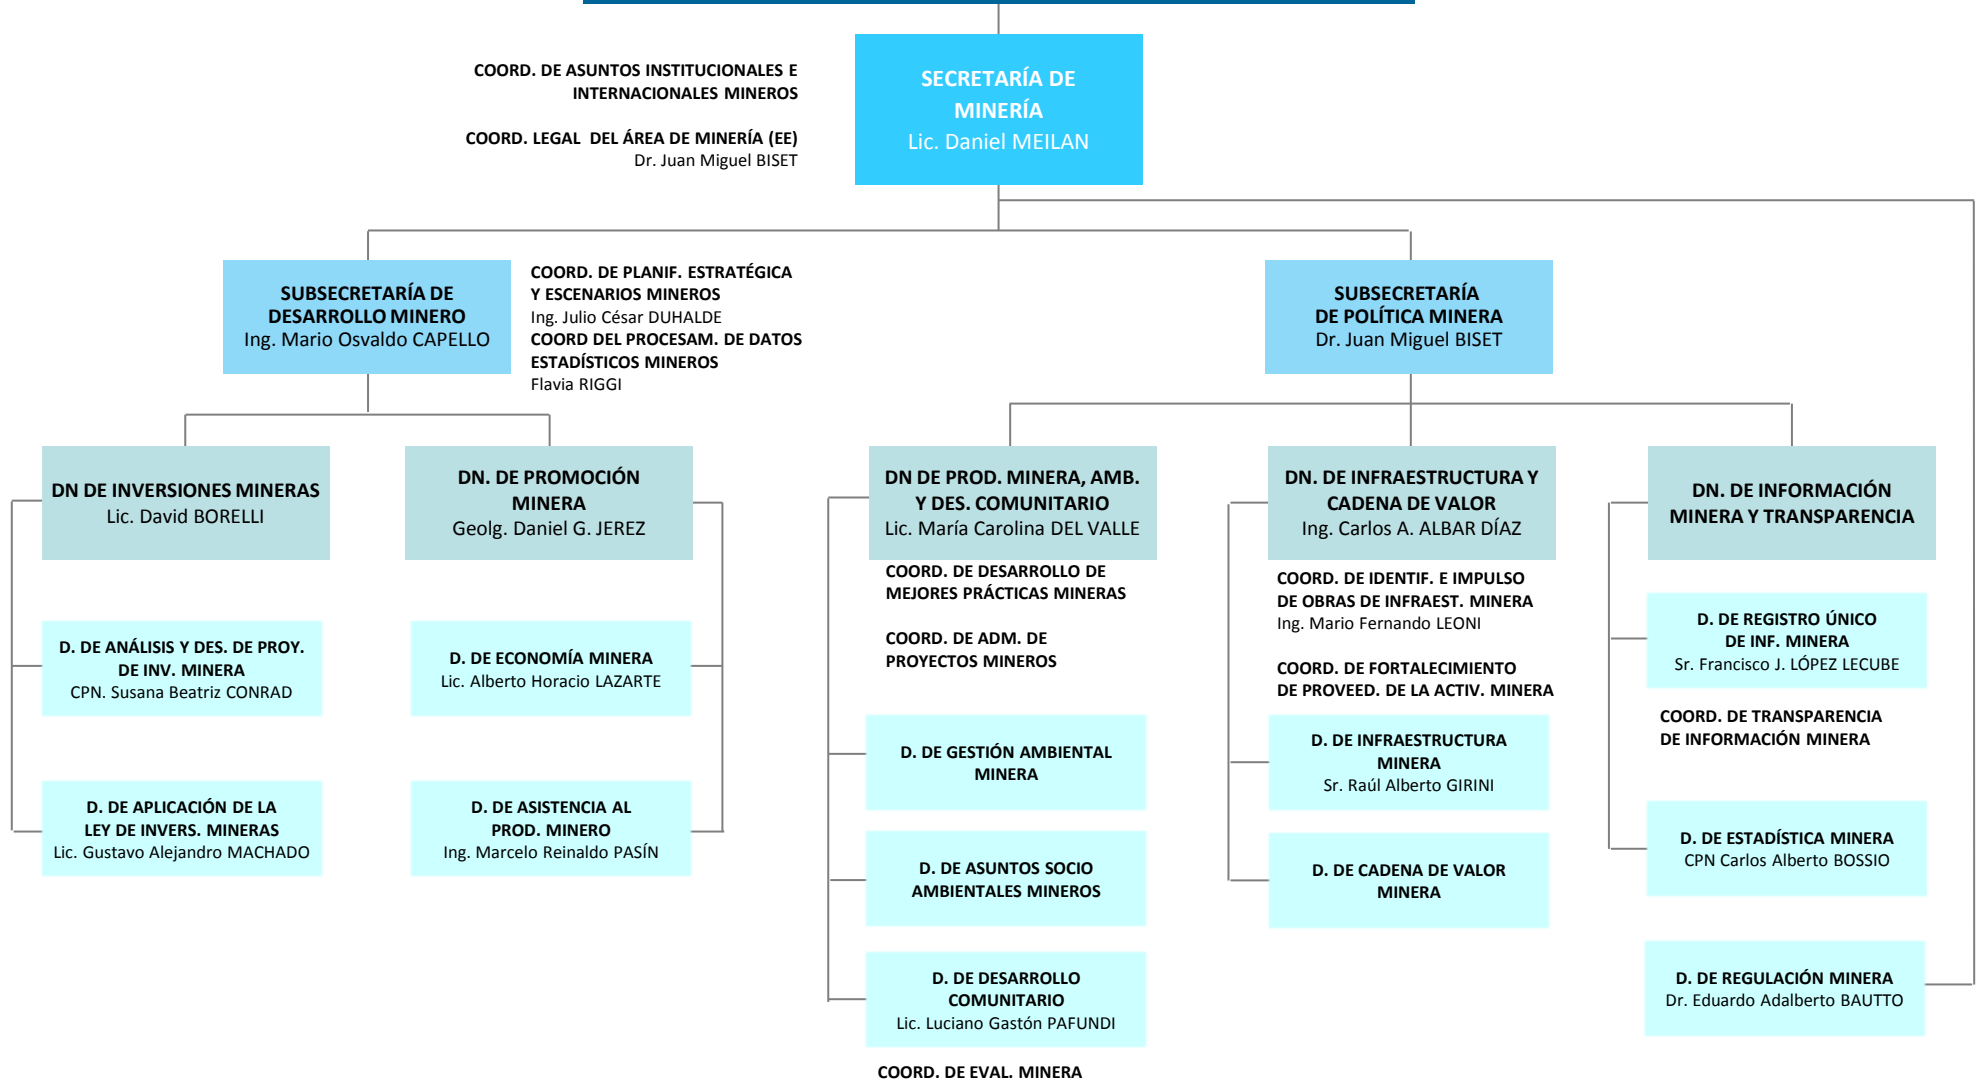 COORD. DE ASUNTOS INSTITUCIONALES E
INTERNACIONALES MINEROS
COORD. LEGAL DEL ÁREA DE MINERÍA (EE)
Dr. Juan Miguel BISET
SECRETARÍA DE
MINERÍA
Lic. Daniel MEILAN
SUBSECRETARÍA DE
DESARROLLO MINERO
Ing. Mario Osvaldo CAPELLO
COORD. DE PLANIF. ESTRATÉGICA
Y ESCENARIOS MINEROS
Ing. Julio César DUHALDE
COORD DEL PROCESAM. DE DATOS
ESTADÍSTICOS MINEROS
Flavia RIGGI
SUBSECRETARÍA
DE POLÍTICA MINERA
Dr. Juan Miguel BISET
DN DE INVERSIONES MINERAS
Lic. David BORELLI
DN. DE PROMOCIÓN
MINERA
Geolg. Daniel G. JEREZ
DN DE PROD. MINERA, AMB.
Y DES. COMUNITARIO
Lic. María Carolina DEL VALLE
DN. DE INFRAESTRUCTURA Y
CADENA DE VALOR
Ing. Carlos A. ALBAR DÍAZ
DN. DE INFORMACIÓN
MINERA Y TRANSPARENCIA
D. DE ANÁLISIS Y DES. DE PROY.
DE INV. MINERA
CPN. Susana Beatriz CONRAD
D. DE APLICACIÓN DE LA
LEY DE INVERS. MINERAS
Lic. Gustavo Alejandro MACHADO
D. DE ECONOMÍA MINERA
Lic. Alberto Horacio LAZARTE
D. DE ASISTENCIA AL
PROD. MINERO
Ing. Marcelo Reinaldo PASÍN
COORD. DE DESARROLLO DE
MEJORES PRÁCTICAS MINERAS
COORD. DE ADM. DE
PROYECTOS MINEROS
D. DE GESTIÓN AMBIENTAL
MINERA
D. DE ASUNTOS SOCIO
AMBIENTALES MINEROS
D. DE DESARROLLO
COMUNITARIO
Lic. Luciano Gastón PAFUNDI
COORD. DE EVAL. MINERA
COORD. DE IDENTIF. E IMPULSO
DE OBRAS DE INFRAEST. MINERA
Ing. Mario Fernando LEONI
COORD. DE FORTALECIMIENTO
DE PROVEED. DE LA ACTIV. MINERA
D. DE INFRAESTRUCTURA
MINERA
Sr. Raúl Alberto GIRINI
D. DE CADENA DE VALOR
MINERA
D. DE REGISTRO ÚNICO
DE INF. MINERA
Sr. Francisco J. LÓPEZ LECUBE
COORD. DE TRANSPARENCIA
DE INFORMACIÓN MINERA
D. DE ESTADÍSTICA MINERA
CPN Carlos Alberto BOSSIO
D. DE REGULACIÓN MINERA
Dr. Eduardo Adalberto BAUTTO